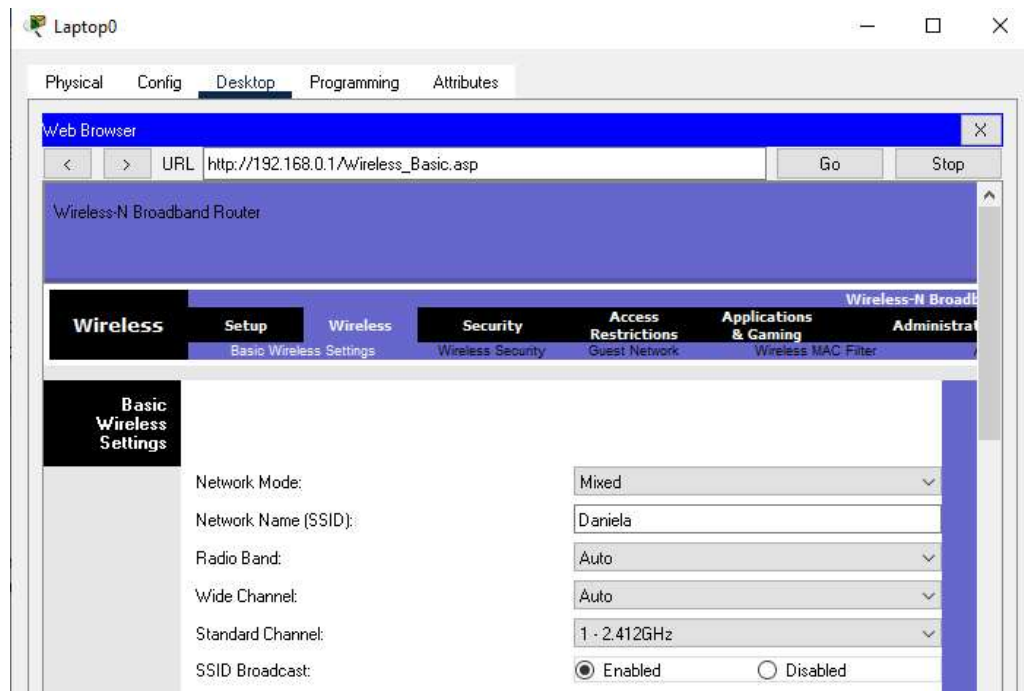 Laptop0
Physical Config Desktop Programming Attributes
Web Browser X
< > URL http://192.168.0.1/Wireless_Basic.asp Go Stop
Wireless-N Broadband Router
Wireless-N Broadb
Wireless Setup Wireless Security Access Restrictions Applications & Gaming Administrat
Basic Wireless Settings Wireless Security Guest Network Wireless MAC Filter
Basic
Wireless
Settings
Network Mode: Mixed
Network Name (SSID): Daniela
Radio Band: Auto
Wide Channel: Auto
Standard Channel: 1 - 2.412GHz
SSID Broadcast: Enabled Disabled